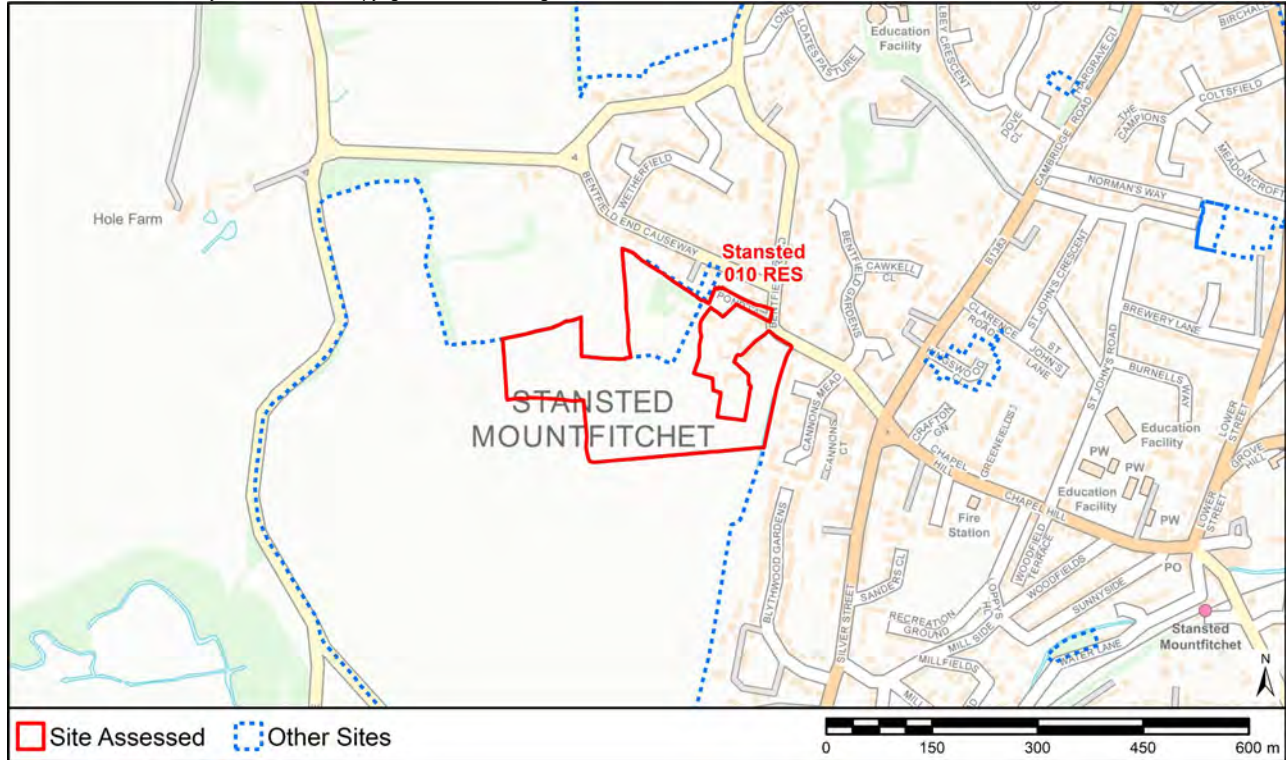 LONG
LOATES PASTURE
Education
Facility
HARGRAVE CL
BIRCHALL
COLTSFIELD
THE
CAMPIONS
DOVE
CL
CAMBRIDGE ROAD
MEADOWCROFT
WETHERFIELD
NORMAN'S WAY
Hole Farm
BENTFIELD END CAUSEWAY
BENTFIELD GARDENS
CAWKELL
CL
B1383
ST JOHN'S CRESCENT
Stansted
010 RES
CLARENCE
ROAD
BREWERY LANE
ST
JOHN'S
LANE
ST JOHN'S ROAD
BURNELLS
WAY
STANSTED
MOUNTFITCHET
CANNONS MEAD
CANNONS
CT
CRAFTON
GN
GREENFIELDS
Education
Facility
LOWER
STREET
GROVE
HILL
CHAPEL
HILL
CHAPEL HILL
PW
PW
Education
Facility
PW
LOWER
STREET
Fire
Station
WOODFIELD
TERRACE
WOODFIELDS
PO
BLYTHWOOD GARDENS
SANDERS CL
SUNNYSIDE
SILVER STREET
RECREATION
GROUND
MILL SIDE
Stansted
Mountfitchet
WATER LANE
MILLFIELDS
N
Site Assessed
Other Sites
0 150 300 450 600 m